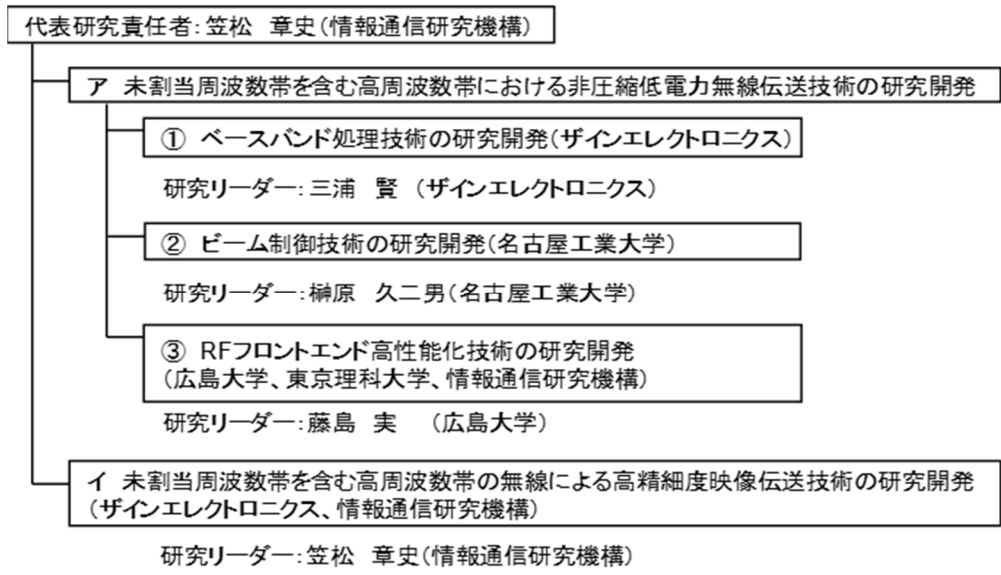 代表研究責任者:笠松 章史(情報通信研究機構)
ア 未割当周波数帯を含む高周波数帯における非圧縮低電力無線伝送技術の研究開発
① ベースバンド処理技術の研究開発(ザインエレクトロニクス)
研究リーダー:三浦 賢 (ザインエレクトロニクス)
② ビーム制御技術の研究開発(名古屋工業大学)
研究リーダー:榊原 久二男(名古屋工業大学)
③ RFフロントエンド高性能化技術の研究開発
(広島大学、東京理科大学、情報通信研究機構)
研究リーダー:藤島 実 (広島大学)
イ 未割当周波数帯を含む高周波数帯の無線による高精細度映像伝送技術の研究開発
(ザインエレクトロニクス、情報通信研究機構)
研究リーダー:笠松 章史(情報通信研究機構)